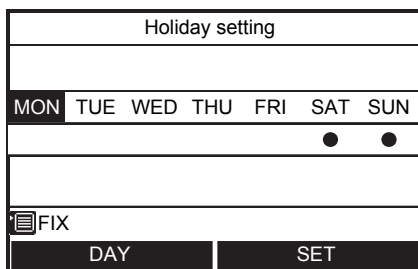 Holiday setting
MON TUE WED THU FRI SAT SUN
● ●
FIX
DAY SET